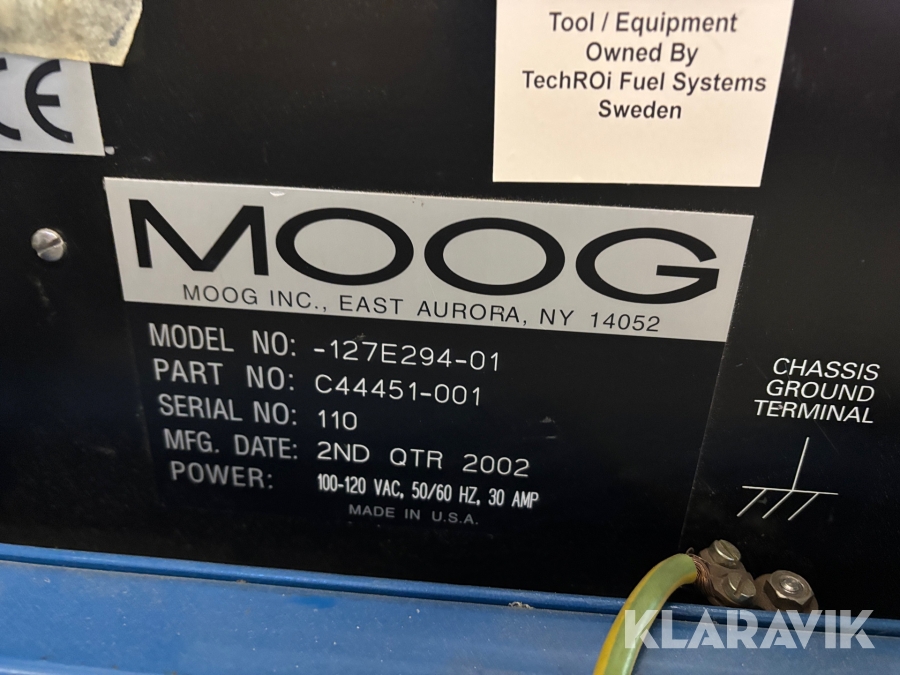 Tool / Equipment
Owned By
TechROi Fuel Systems
Sweden
CE
MOOG
MOOG INC., EAST AURORA, NY 14052
MODEL NO: -127E294-01
PART NO: C44451-001
SERIAL NO: 110
MFG. DATE: 2ND QTR 2002
POWER: 100-120 VAC, 50/60 HZ, 30 AMP
MADE IN U.S.A.
CHASSIS
GROUND
TERMINAL
KLARAVIK